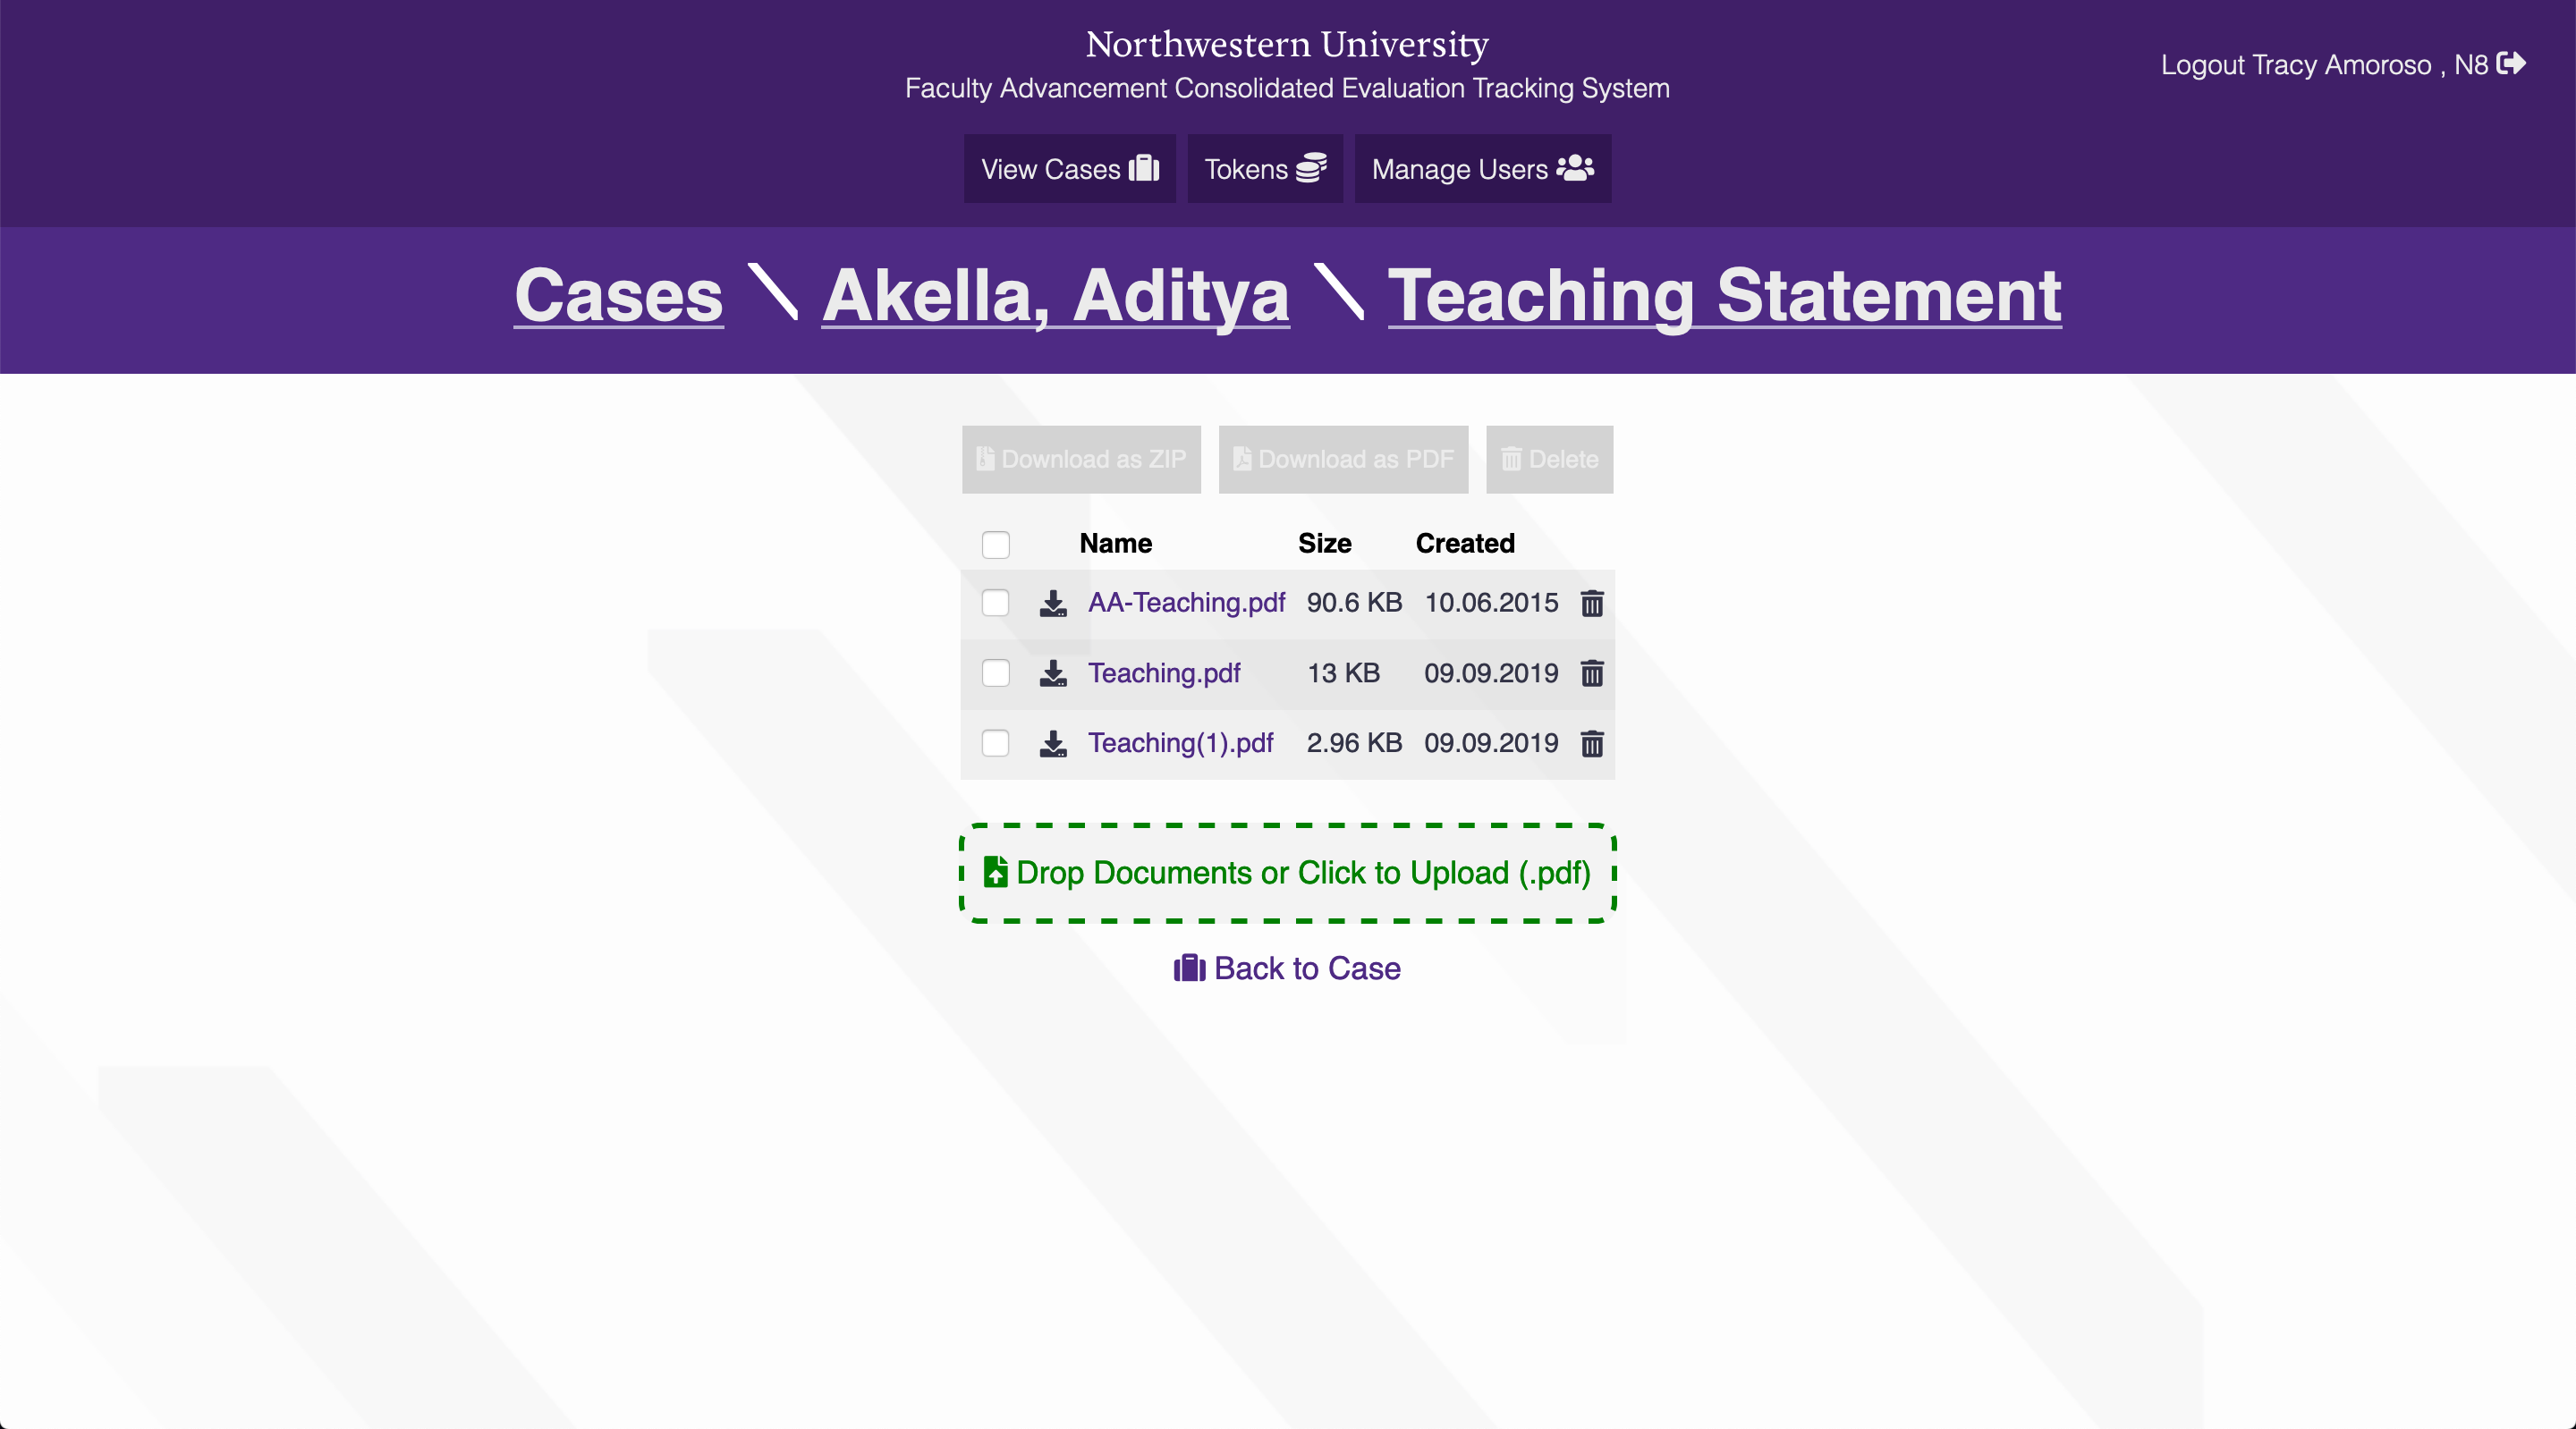 Northwestern University
Faculty Advancement Consolidated Evaluation Tracking System
Logout Tracy Amoroso , N8
View Cases
Tokens
Manage Users
Cases \ Akella, Aditya \ Teaching Statement
Download as ZIP
Download as PDF
Delete
Name Size Created
AA-Teaching.pdf 90.6 KB 10.06.2015
Teaching.pdf 13 KB 09.09.2019
Teaching(1).pdf 2.96 KB 09.09.2019
Drop Documents or Click to Upload (.pdf)
Back to Case